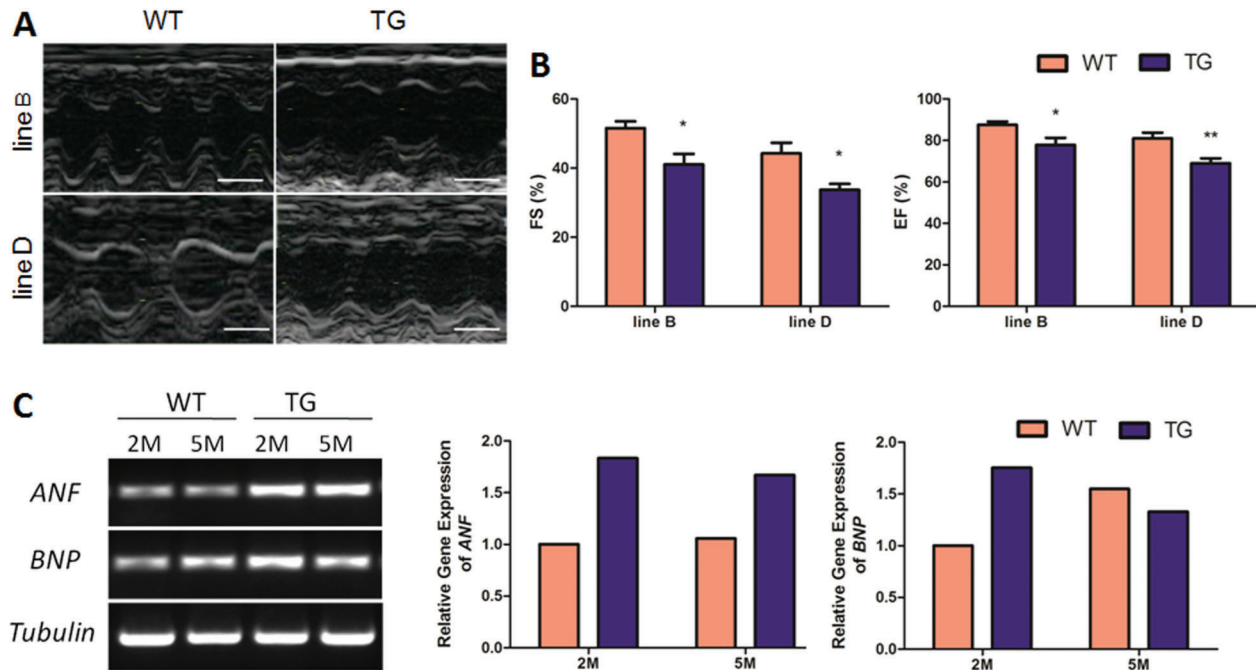 A
WT TG
line B
line D
B
WT TG
FS (%)
60
40
20
0
line B line D
EF (%)
100
80
60
40
20
0
line B line D
* *
* **
C
WT TG
2M 5M 2M 5M
ANF
BNP
Tubulin
Relative Gene Expression
of ANF
2.0
1.5
1.0
0.5
0.0
2M 5M
WT TG
Relative Gene Expression
of BNP
2.0
1.5
1.0
0.5
0.0
2M 5M